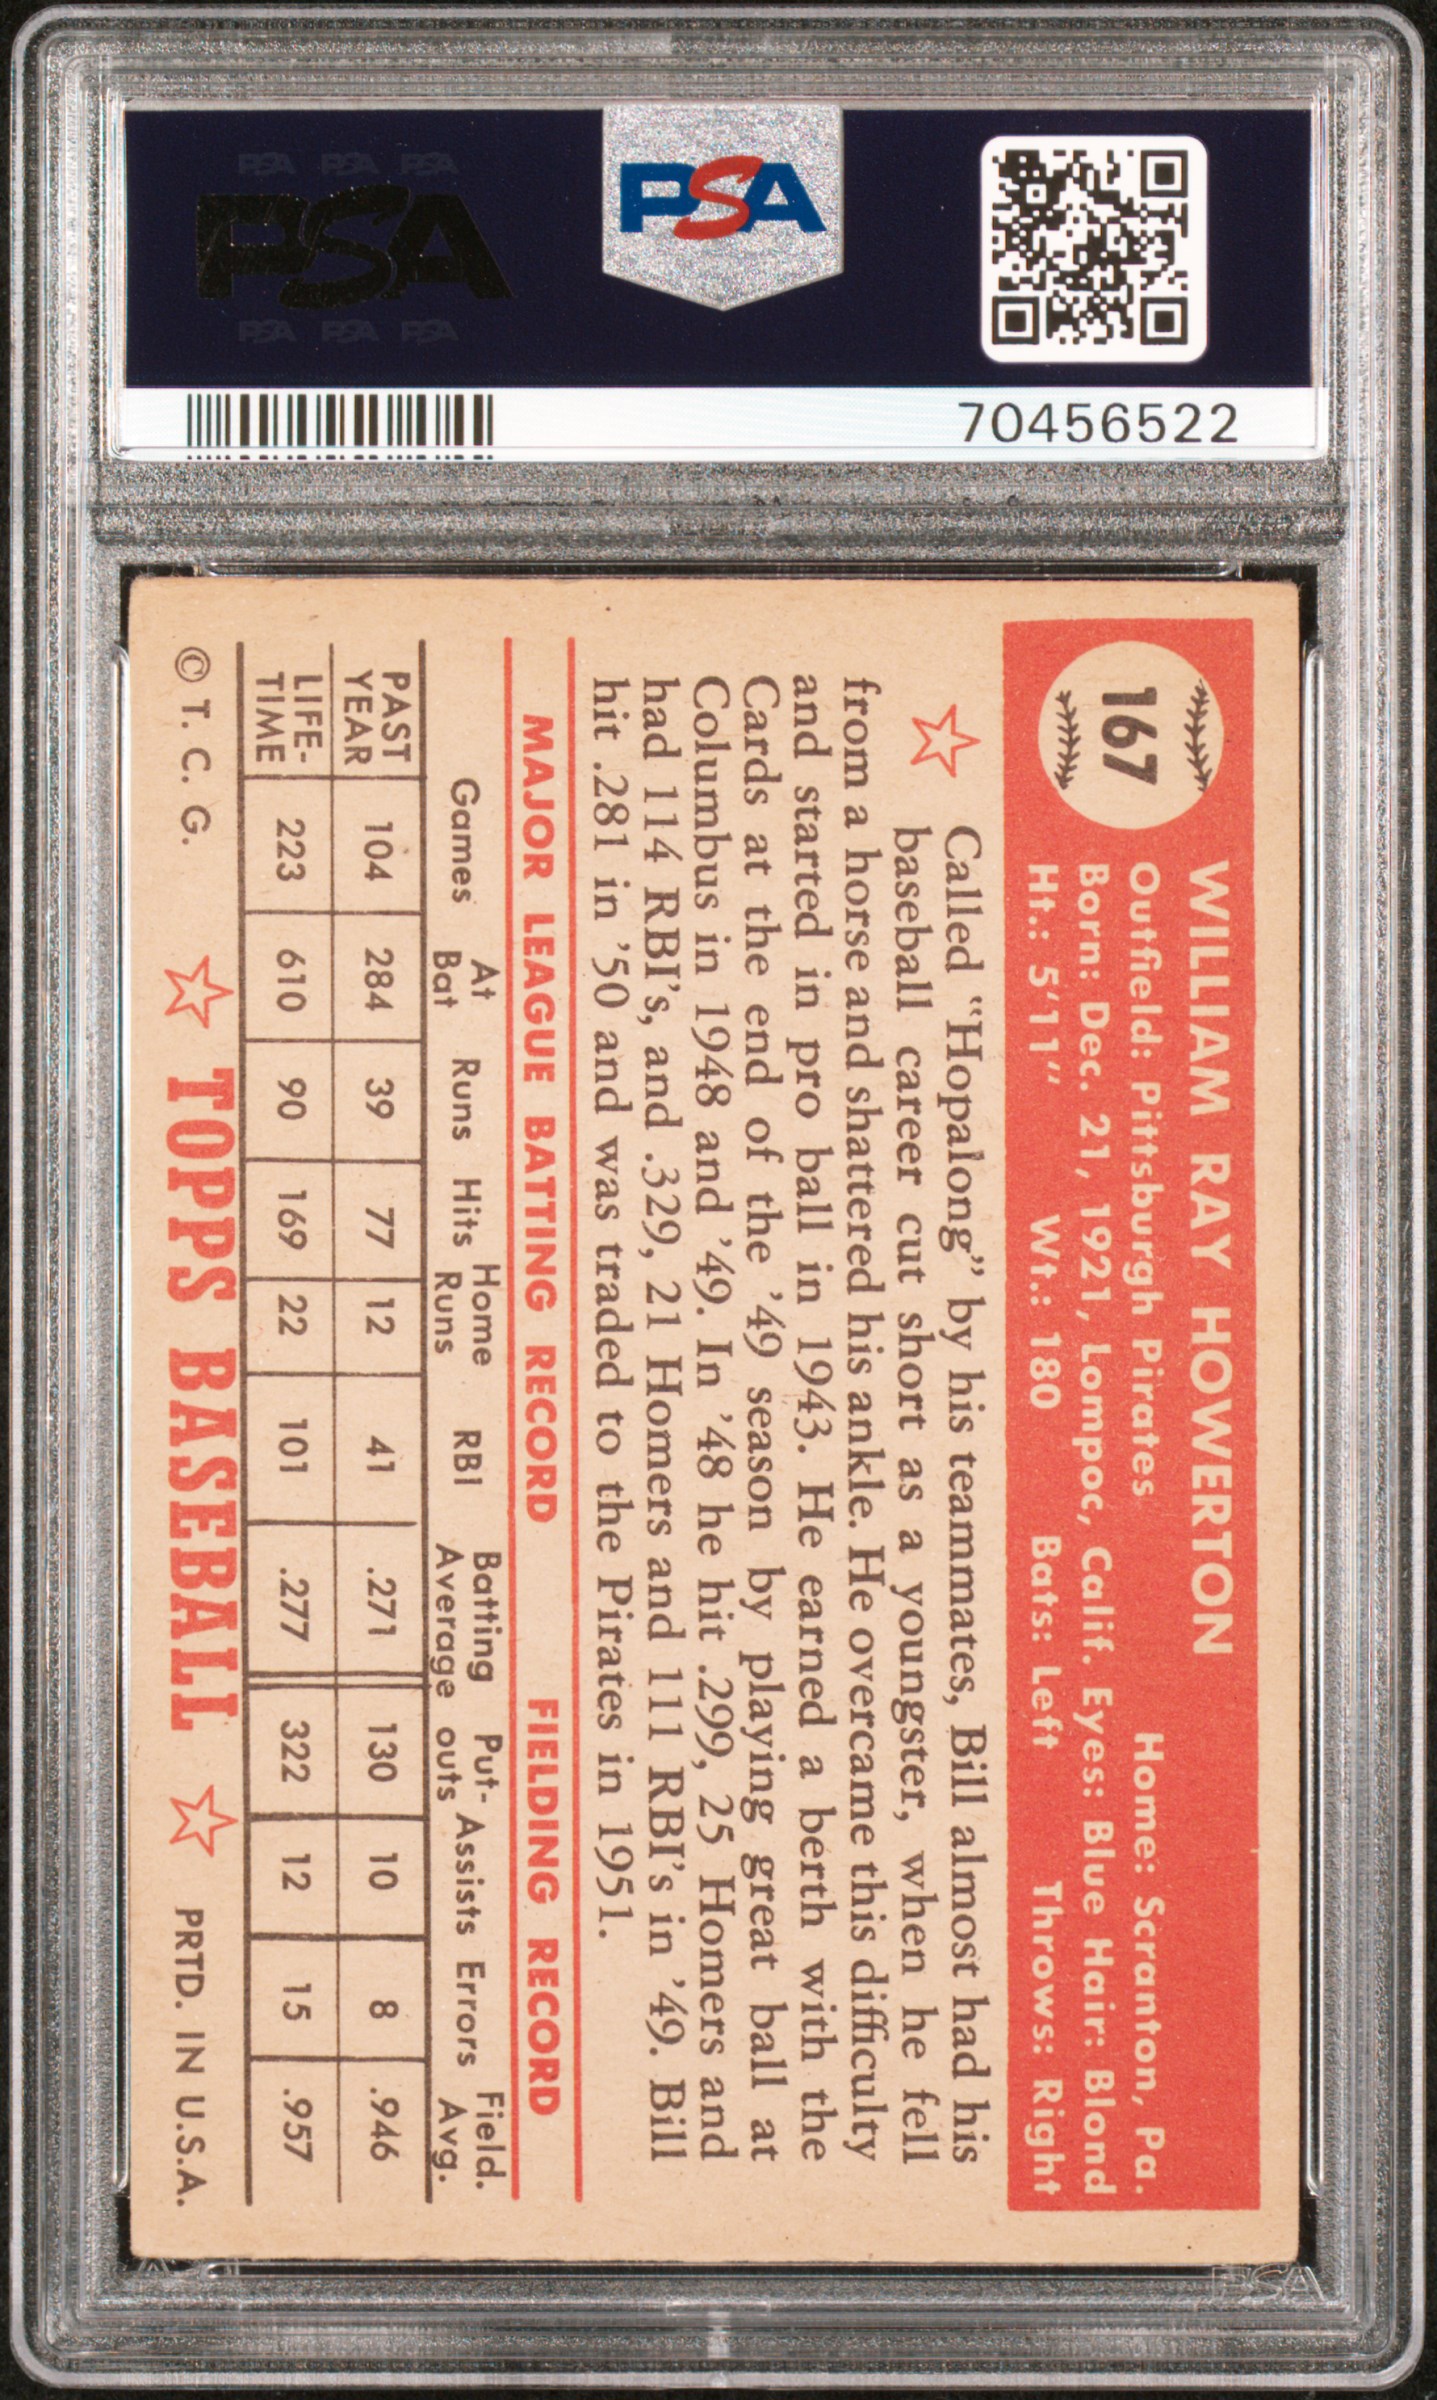 PSA PSA PSA
PSA
PSA PSA PSA
PSA
70456522
167
WILLIAM RAY HOWERTON
Outfield: Pittsburgh Pirates Home: Scranton, Pa.
Born: Dec. 21, 1921, Lompoc, Calif. Eyes: Blue Hair: Blond
Ht.: 5'11" Wt.: 180 Bats: Left Throws: Right
Called "Hopalong" by his teammates, Bill almost had his
baseball career cut short as a youngster, when he fell
from a horse and shattered his ankle. He overcame this difficulty
and started in pro ball in 1943. He earned a berth with the
Cards at the end of the '49 season by playing great ball at
Columbus in 1948 and '49. In '48 he hit .299, 25 Homers and
had 114 RBI's, and .329, 21 Homers and 111 RBI's in '49. Bill
hit .281 in '50 and was traded to the Pirates in 1951.
MAJOR LEAGUE BATTING RECORD FIELDING RECORD
Games At Bat Runs Hits Home Runs RBI Batting Average Put-outs Assists Errors Field. Avg.
PAST YEAR 104 284 39 77 12 41 .271 130 10 8 .946
LIFE-TIME 223 610 90 169 22 101 .277 322 12 15 .957
© T. C. G. TOPPS BASEBALL PRTD. IN U.S.A.
PSA